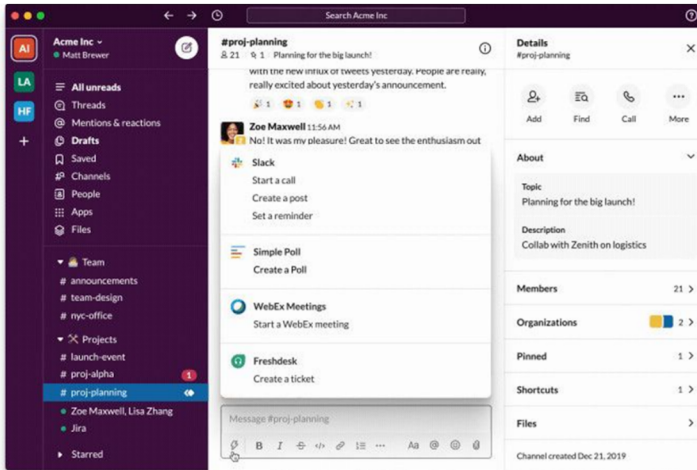 Search Acme Inc
AI
LA
HF
Acme Inc
Matt Brewer
All unreads
Threads
Mentions & reactions
Drafts
Saved
Channels
People
Apps
Files
Team
# announcements
# team-design
# nyc-office
Projects
# launch-event
# proj-alpha 1
# proj-planning
Zoe Maxwell, Lisa Zhang
Jira
Starred
#proj-planning
21 1 Planning for the big launch!
with the new influx of tweets yesterday. People are really,
really excited about yesterday's announcement.
1 1 1 1
Zoe Maxwell 11:56 AM
No! It was my pleasure! Great to see the enthusiasm out
Slack
Start a call
Create a post
Set a reminder
Simple Poll
Create a Poll
WebEx Meetings
Start a WebEx meeting
Freshdesk
Create a ticket
Message #proj-planning
B I S </> Aa @
Details
#proj-planning
Add Find Call More
About
Topic
Planning for the big launch!
Description
Collab with Zenith on logistics
Members 21
Organizations 2
Pinned 1
Shortcuts 1
Files
Channel created Dec 21, 2019